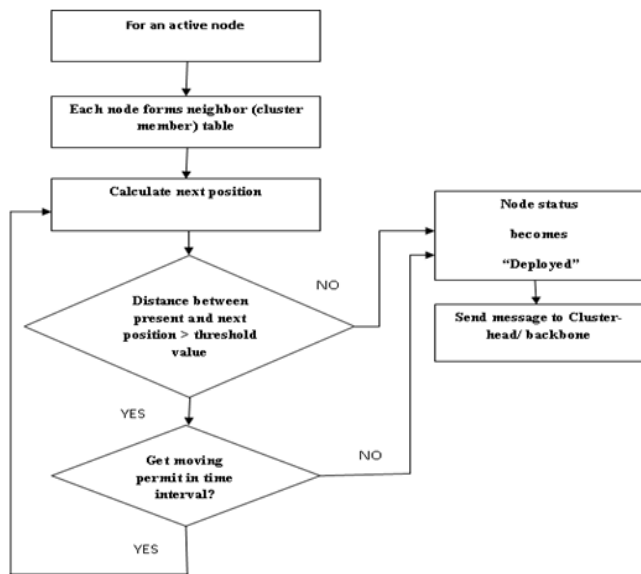 For an active node
Each node forms neighbor (cluster
member) table
Calculate next position
Distance between
present and next
position > threshold
value
NO
YES
Get moving
permit in time
interval?
NO
YES
Node status
becomes
“Deployed”
Send message to Cluster-
head/ backbone